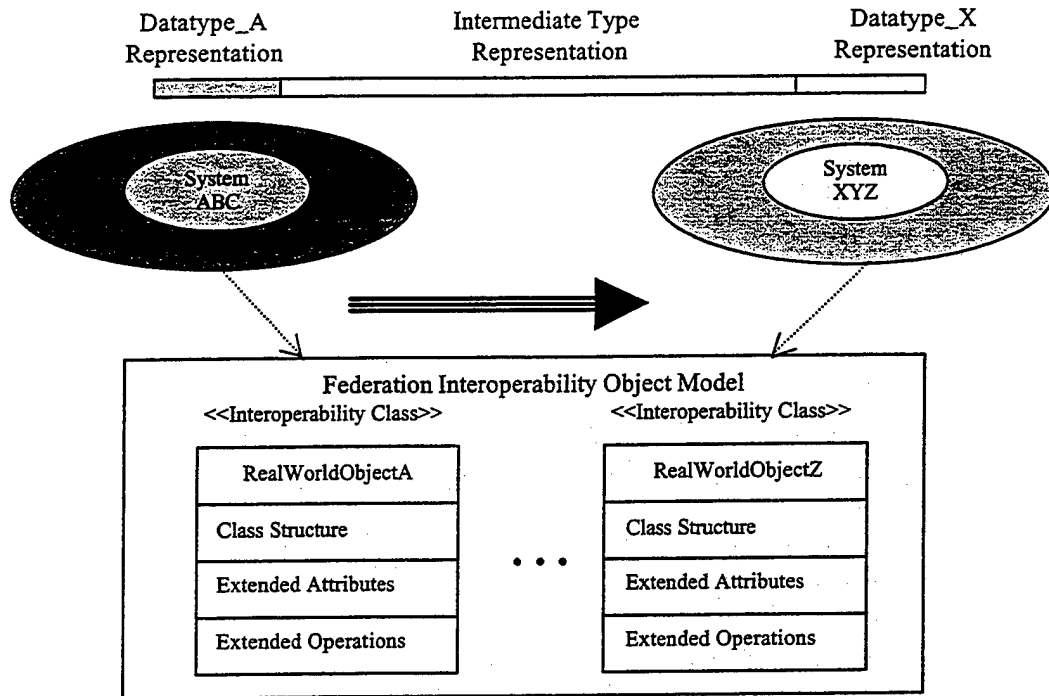 Datatype_A
Representation
Intermediate Type
Representation
Datatype_X
Representation
System
ABC
System
XYZ
Federation Interoperability Object Model
<<Interoperability Class>>
<<Interoperability Class>>
RealWorldObjectA
Class Structure
Extended Attributes
Extended Operations
• • •
RealWorldObjectZ
Class Structure
Extended Attributes
Extended Operations